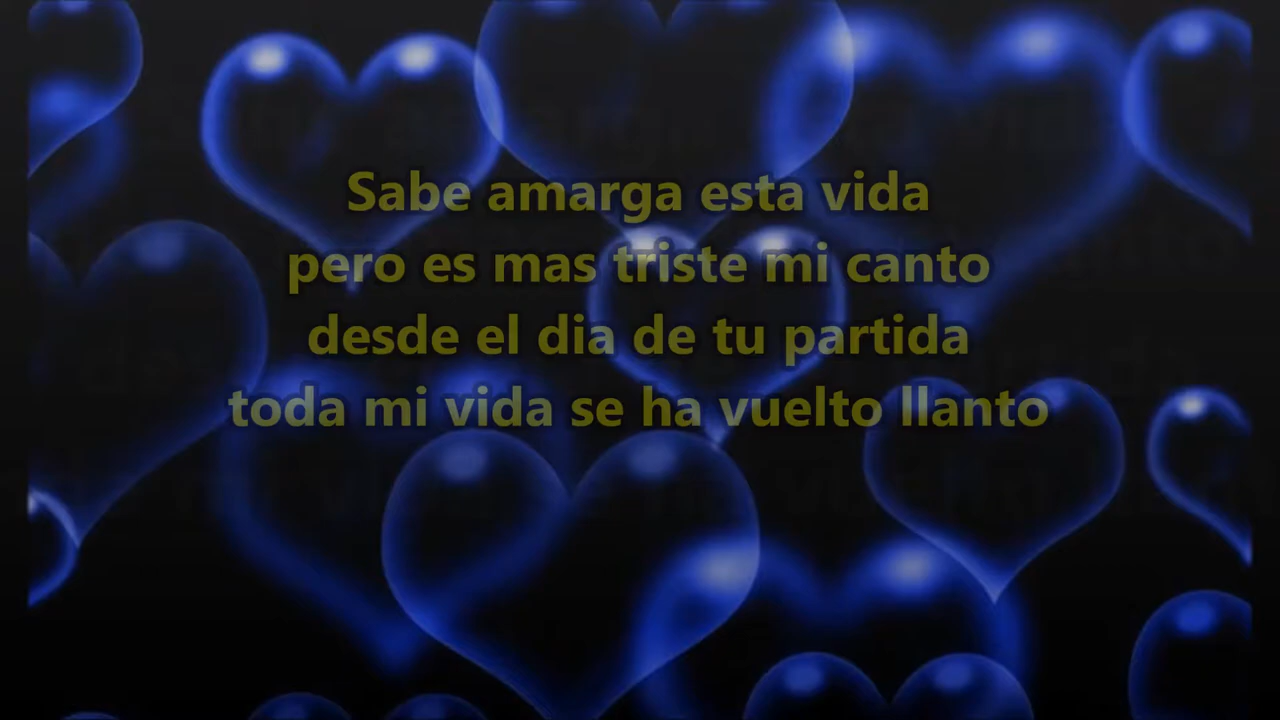 Sabe amarga esta vida
pero es mas triste mi canto
desde el dia de tu partida
toda mi vida se ha vuelto llanto